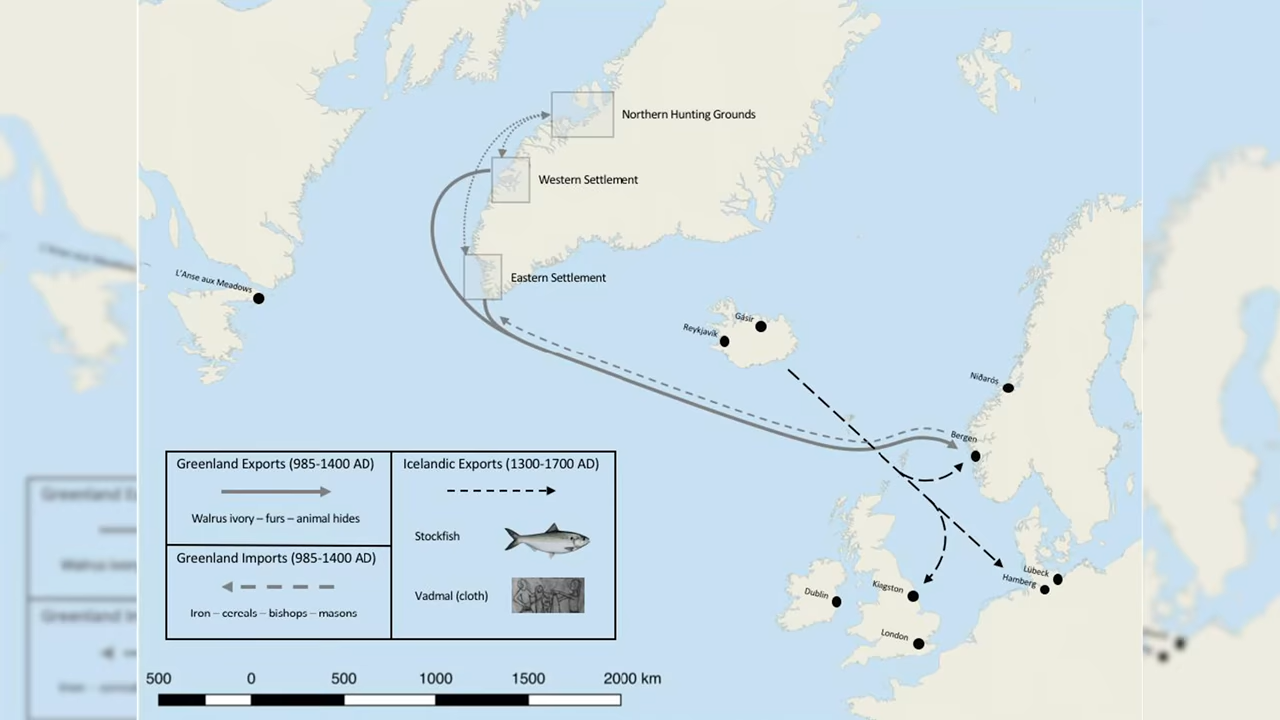 Northern Hunting Grounds
Western Settlement
Eastern Settlement
L'Anse aux Meadows
Gásir
Reykjavík
Niðarós
Bergen
Lübeck
Hamberg
Kingston
Dublin
London
Greenland Exports (985-1400 AD)
Walrus ivory – furs – animal hides
Greenland Imports (985-1400 AD)
Iron – cereals – bishops – masons
Icelandic Exports (1300-1700 AD)
Stockfish
Vadmal (cloth)
500 0 500 1000 1500 2000 km